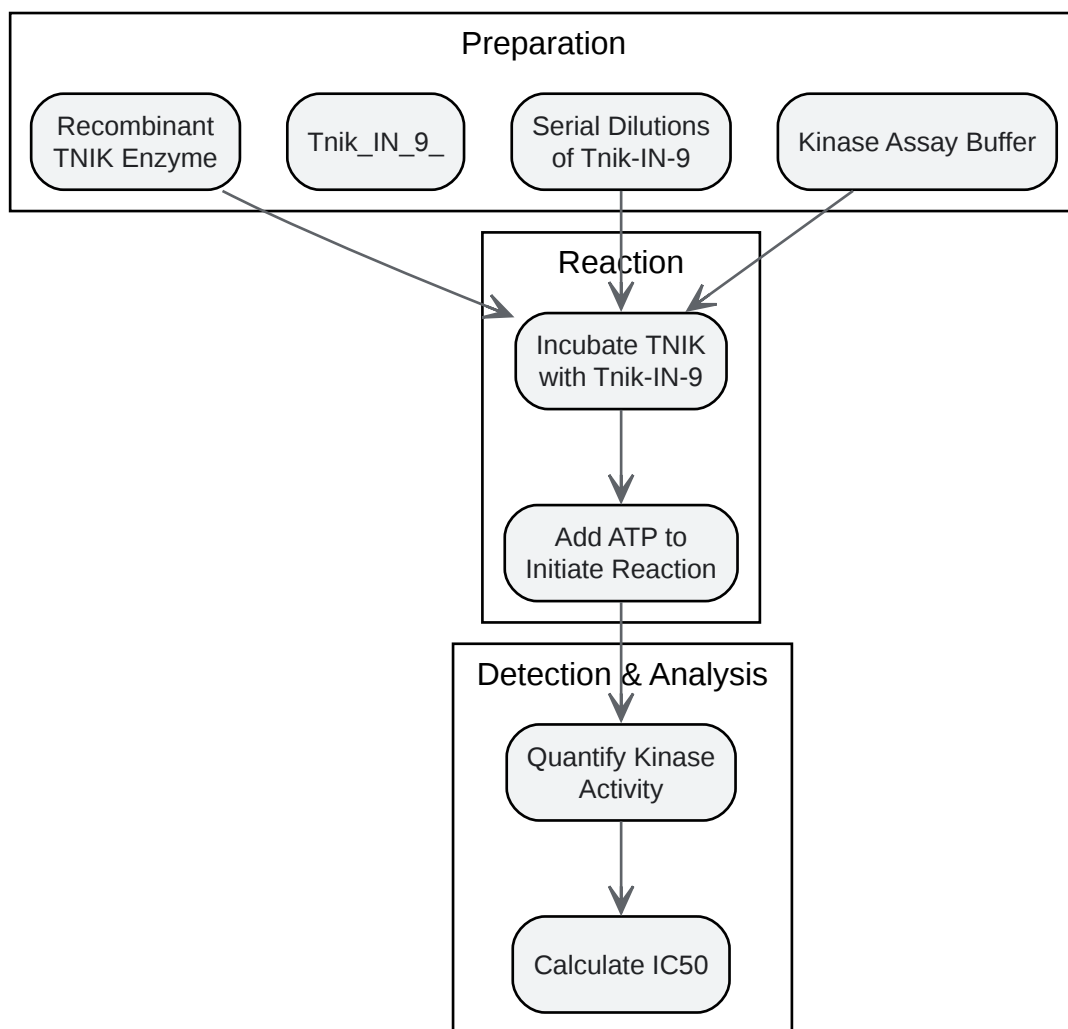 Preparation
Recombinant
TNIK Enzyme
Tnik_IN_9_
Serial Dilutions
of Tnik-IN-9
Kinase Assay Buffer
Reaction
Incubate TNIK
with Tnik-IN-9
Add ATP to
Initiate Reaction
Detection & Analysis
Quantify Kinase
Activity
Calculate IC50